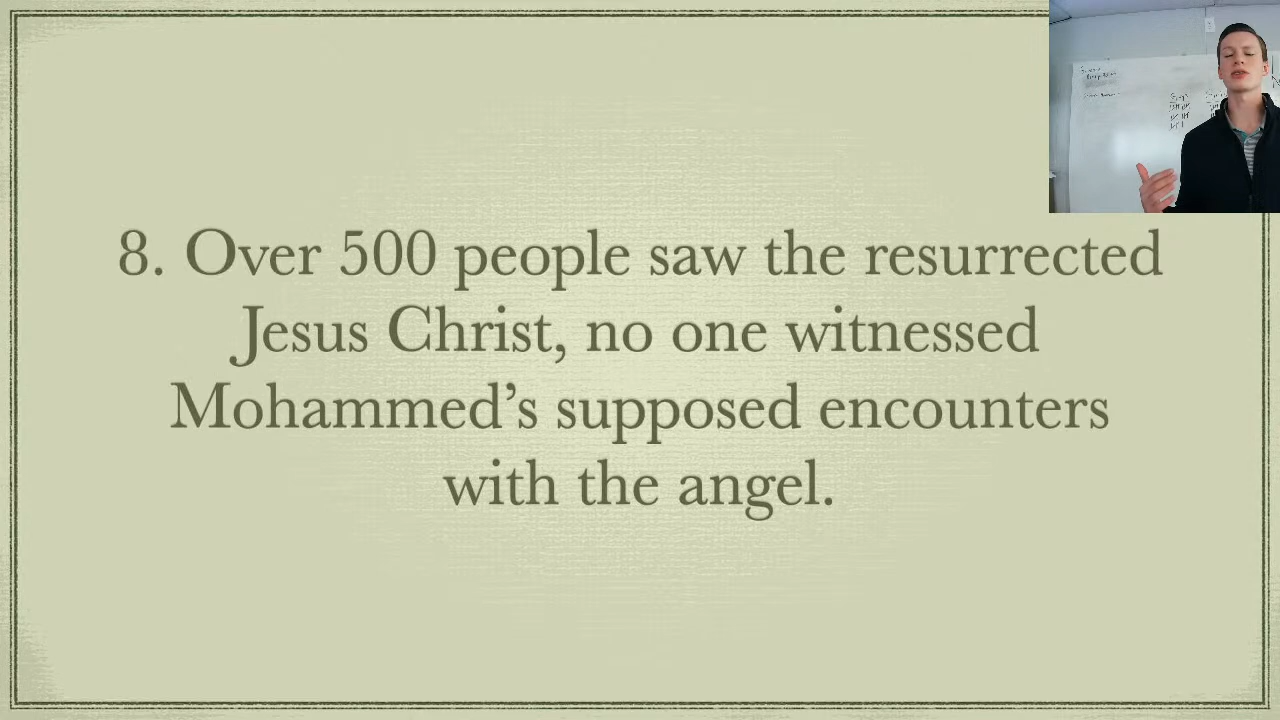 8. Over 500 people saw the resurrected
Jesus Christ, no one witnessed
Mohammed’s supposed encounters
with the angel.